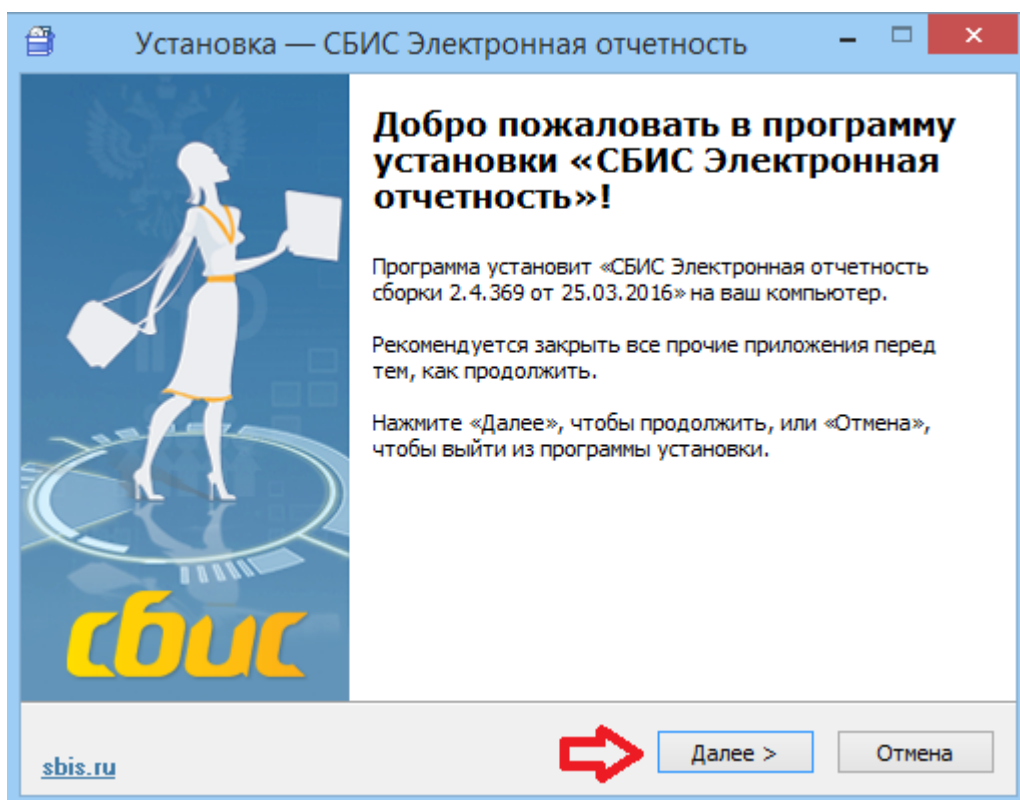 Установка — СБИС Электронная отчетность
Добро пожаловать в программу
установки «СБИС Электронная
отчетность»!
Программа установит «СБИС Электронная отчетность
сборки 2.4.369 от 25.03.2016» на ваш компьютер.
Рекомендуется закрыть все прочие приложения перед
тем, как продолжить.
Нажмите «Далее», чтобы продолжить, или «Отмена»,
чтобы выйти из программы установки.
сбис
sbis.ru
Далее >
Отмена